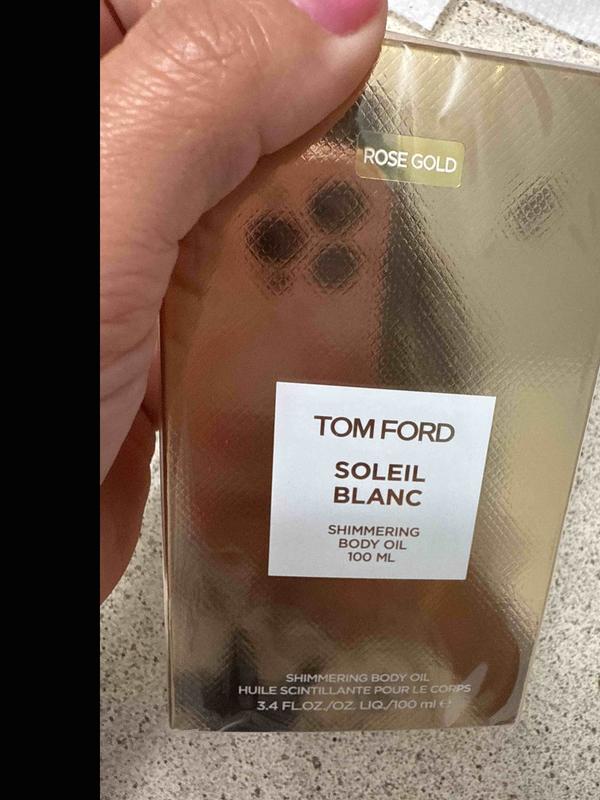 ROSE GOLD
TOM FORD
SOLEIL
BLANC
SHIMMERING
BODY OIL
100 ML
SHIMMERING BODY OIL
HUILE SCINTILLANTE POUR LE CORPS
3.4 FL.OZ./OZ. LIQ./100 ml ℮